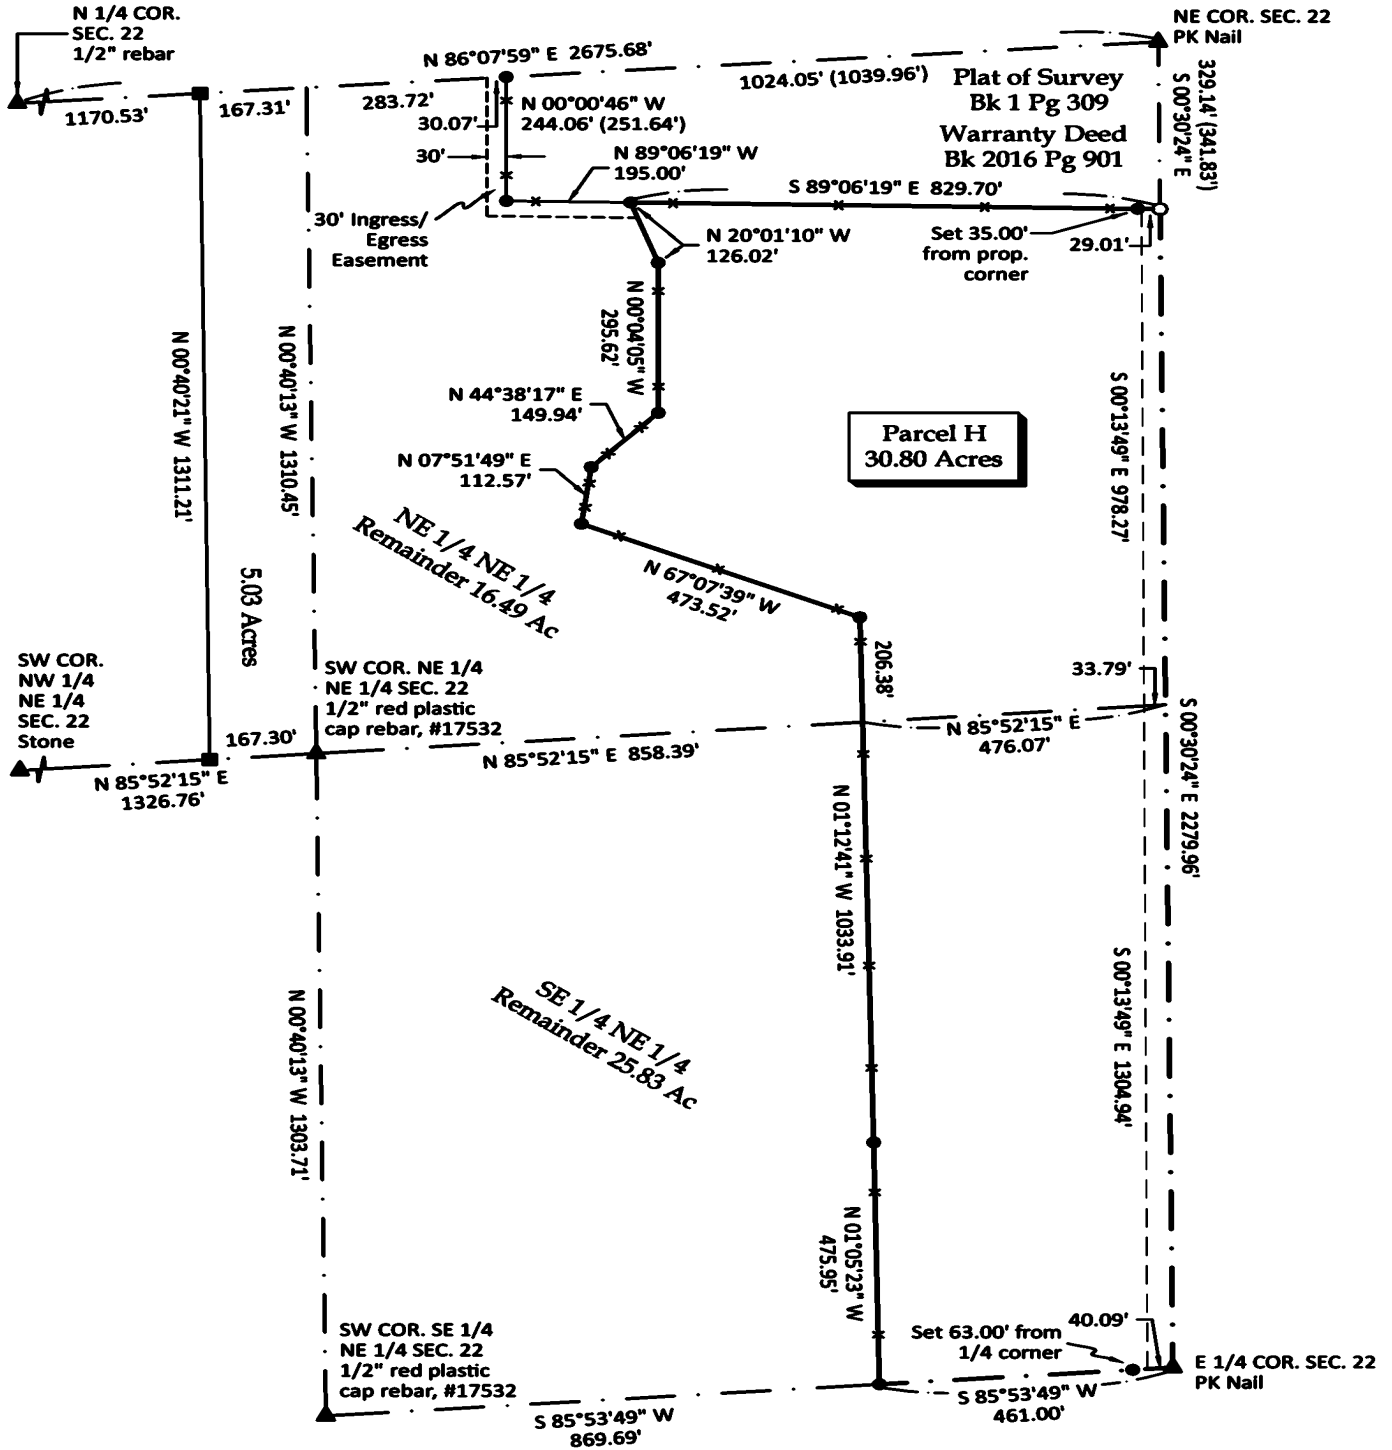 N 1/4 COR.
SEC. 22
1/2" rebar
NE COR. SEC. 22
PK Nail
N 86°07'59" E 2675.68'
1024.05' (1039.96')
1170.53'
167.31'
283.72'
30.07'
N 00°00'46" W
244.06' (251.64')
Plat of Survey
Bk 1 Pg 309
Warranty Deed
Bk 2016 Pg 901
329.14' (341.83')
S 00°30'24" E
30'
N 89°06'19" W
195.00'
S 89°06'19" E 829.70'
30' Ingress/
Egress
Easement
N 20°01'10" W
126.02'
Set 35.00'
from prop.
corner
29.01'
N 00°04'05" W
295.62'
N 00°40'21" W 1311.21'
N 00°40'13" W 1310.45'
N 44°38'17" E
149.94'
S 00°13'49" E 978.27'
Parcel H
30.80 Acres
N 07°51'49" E
112.57'
NE 1/4 NE 1/4
Remainder 16.49 Ac
N 67°07'39" W
473.52'
5.03 Acres
206.38'
SW COR.
NW 1/4
NE 1/4
SEC. 22
Stone
SW COR. NE 1/4
NE 1/4 SEC. 22
1/2" red plastic
cap rebar, #17532
33.79'
167.30'
N 85°52'15" E
1326.76'
N 85°52'15" E 858.39'
N 85°52'15" E
476.07'
S 00°30'24" E 2279.96'
N 01°12'41" W 1033.91'
S 00°13'49" E 1304.94'
N 00°40'13" W 1303.71'
SE 1/4 NE 1/4
Remainder 25.83 Ac
N 01°05'23" W
475.95'
SW COR. SE 1/4
NE 1/4 SEC. 22
1/2" red plastic
cap rebar, #17532
Set 63.00' from
1/4 corner
40.09'
E 1/4 COR. SEC. 22
PK Nail
S 85°53'49" W
869.69'
S 85°53'49" W
461.00'